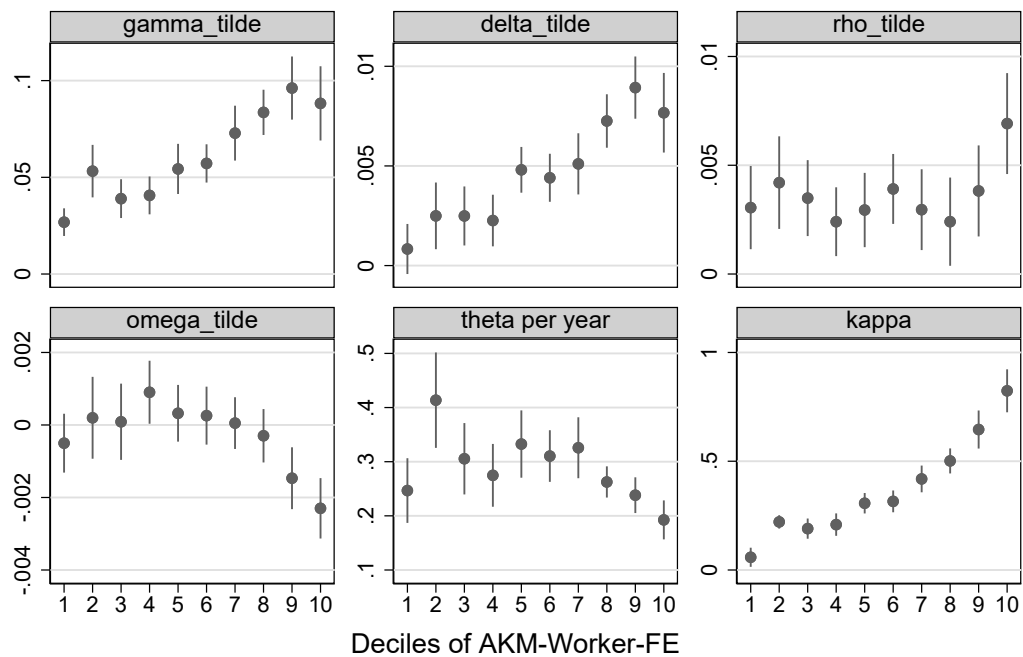 gamma_tilde
delta_tilde
rho_tilde
0 .05 .1
0 .005 .01
0 .005 .01
omega_tilde
theta per year
kappa
-.004 -.002 0 .002
.1 .2 .3 .4 .5
0 .5 1
1 2 3 4 5 6 7 8 9 10
1 2 3 4 5 6 7 8 9 10
1 2 3 4 5 6 7 8 9 10
Deciles of AKM-Worker-FE